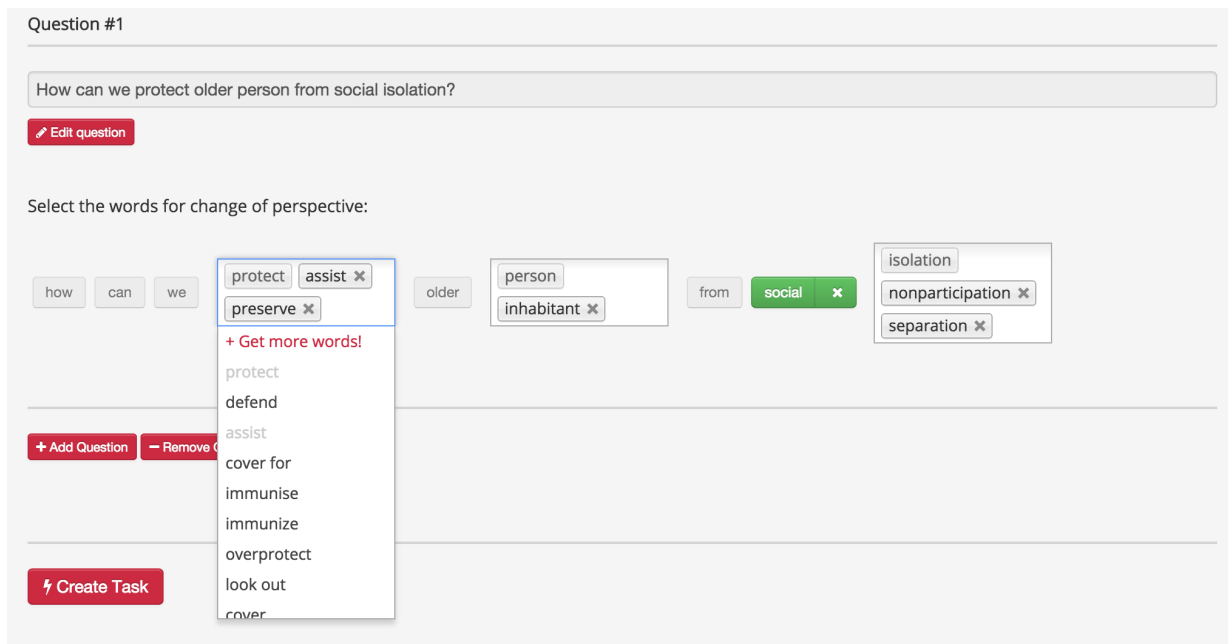 Question #1
How can we protect older person from social isolation?
Edit question
Select the words for change of perspective:
how can we protect assist older person from social isolation
preserve inhabitant nonparticipation
separation
+ Get more words!
protect
defend
assist
cover for
immunise
immunize
overprotect
look out
cover
Add Question Remove
Create Task